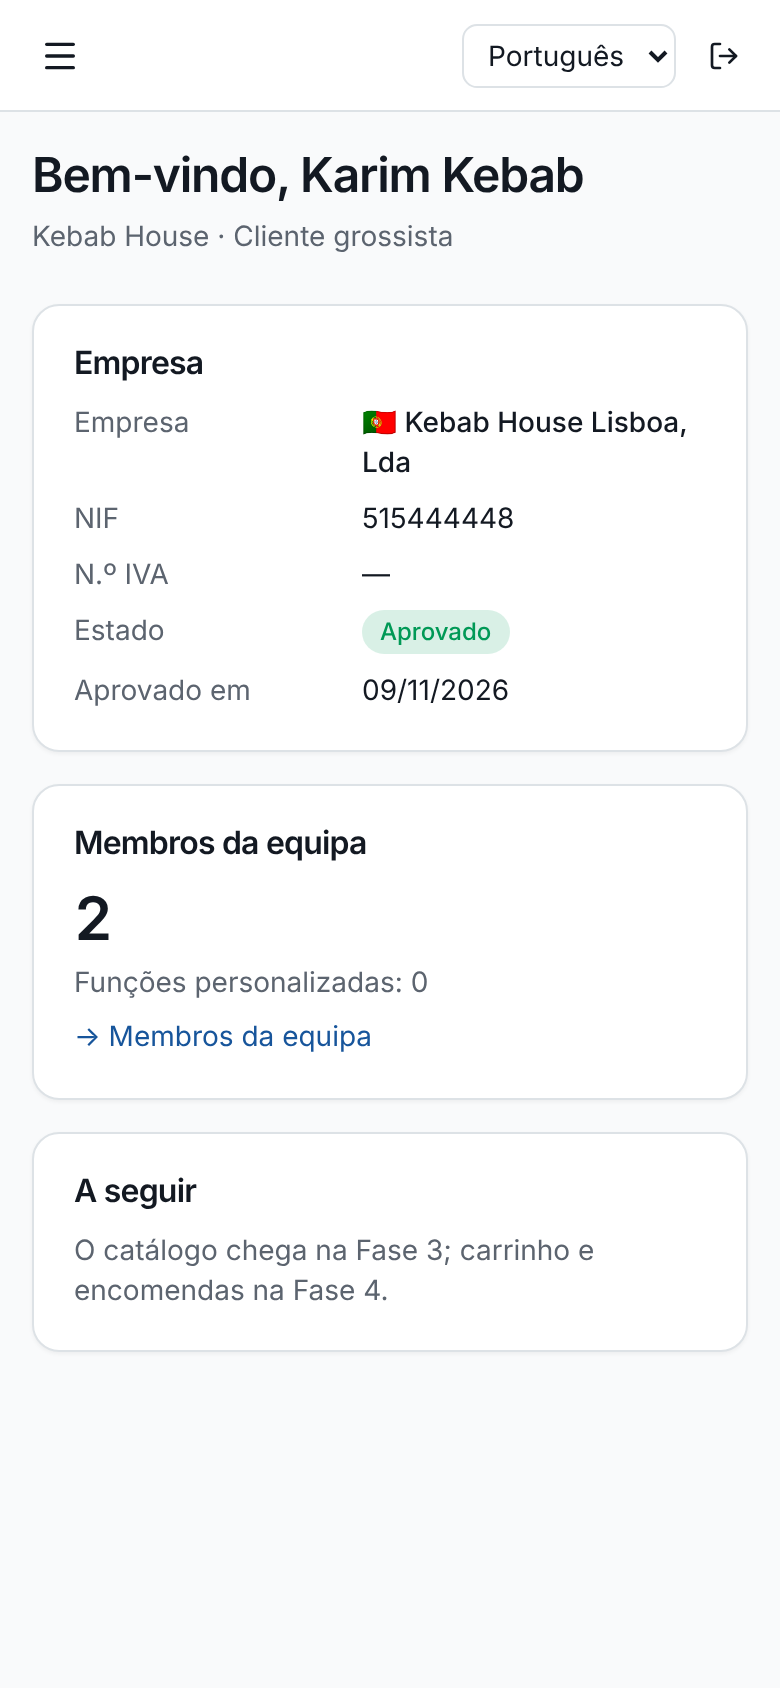 Português
Bem-vindo, Karim Kebab
Kebab House · Cliente grossista
Empresa
Empresa
🇵🇹 Kebab House Lisboa,
Lda
NIF
515444448
N.º IVA
—
Estado
Aprovado
Aprovado em
09/11/2026
Membros da equipa
2
Funções personalizadas: 0
→ Membros da equipa
A seguir
O catálogo chega na Fase 3; carrinho e
encomendas na Fase 4.